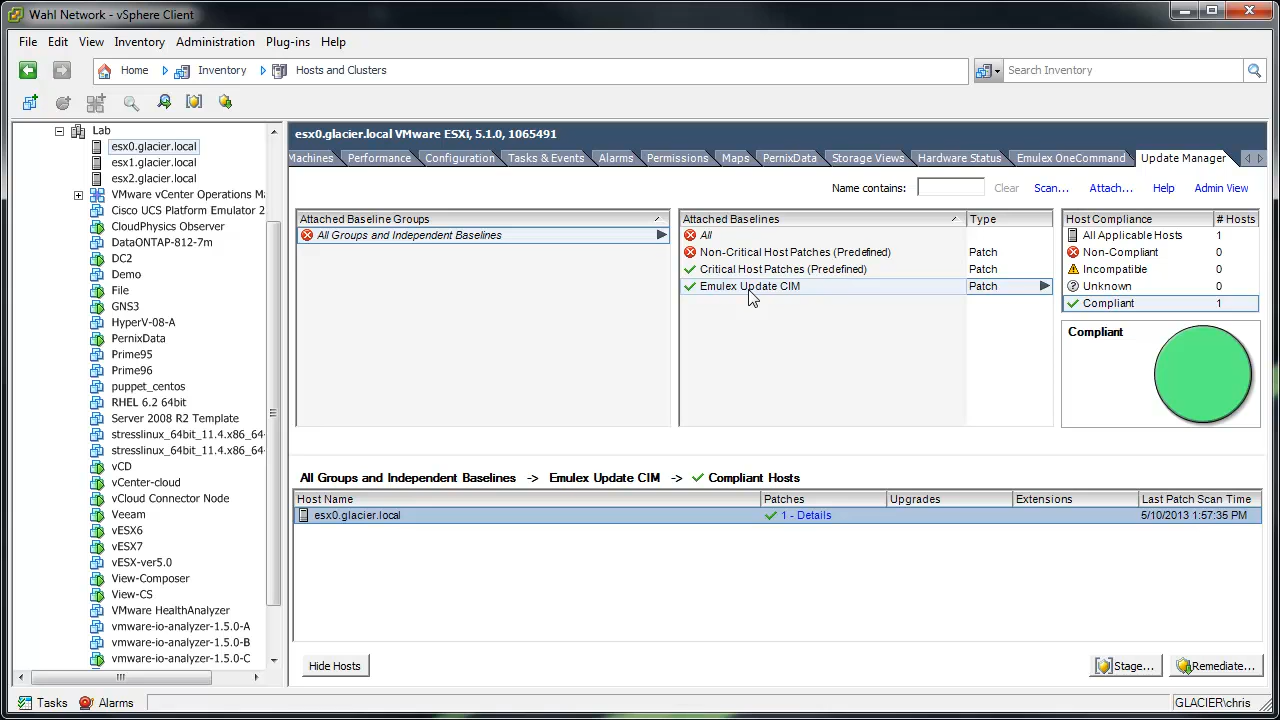 Wahl Network - vSphere Client
File Edit View Inventory Administration Plug-ins Help
Home Inventory Hosts and Clusters Search Inventory
Lab
esx0.glacier.local
esx1.glacier.local
esx2.glacier.local
VMware vCenter Operations Ma
Cisco UCS Platform Emulator 2
CloudPhysics Observer
DataONTAP-812-7m
DC2
Demo
File
GNS3
HyperV-08-A
PernixData
Prime95
Prime96
puppet_centos
RHEL 6.2 64bit
Server 2008 R2 Template
stresslinux_64bit_11.4.x86_64-
stresslinux_64bit_11.4.x86_64-
vCD
vCenter-cloud
vCloud Connector Node
Veeam
vESX6
vESX7
vESX-ver5.0
View-Composer
View-CS
VMware HealthAnalyzer
vmware-io-analyzer-1.5.0-A
vmware-io-analyzer-1.5.0-B
vmware-io-analyzer-1.5.0-C
esx0.glacier.local VMware ESXi, 5.1.0, 1065491
Machines Performance Configuration Tasks & Events Alarms Permissions Maps PernixData Storage Views Hardware Status Emulex OneCommand Update Manager
Name contains: Clear Scan... Attach... Help Admin View
Attached Baseline Groups
All Groups and Independent Baselines
Attached Baselines Type
All
Non-Critical Host Patches (Predefined) Patch
Critical Host Patches (Predefined) Patch
Emulex Update CIM Patch
Host Compliance # Hosts
All Applicable Hosts 1
Non-Compliant 0
Incompatible 0
Unknown 0
Compliant 1
Compliant
All Groups and Independent Baselines -> Emulex Update CIM -> Compliant Hosts
Host Name Patches Upgrades Extensions Last Patch Scan Time
esx0.glacier.local 1 - Details 5/10/2013 1:57:35 PM
Hide Hosts Stage... Remediate...
Tasks Alarms GLACIER\chris